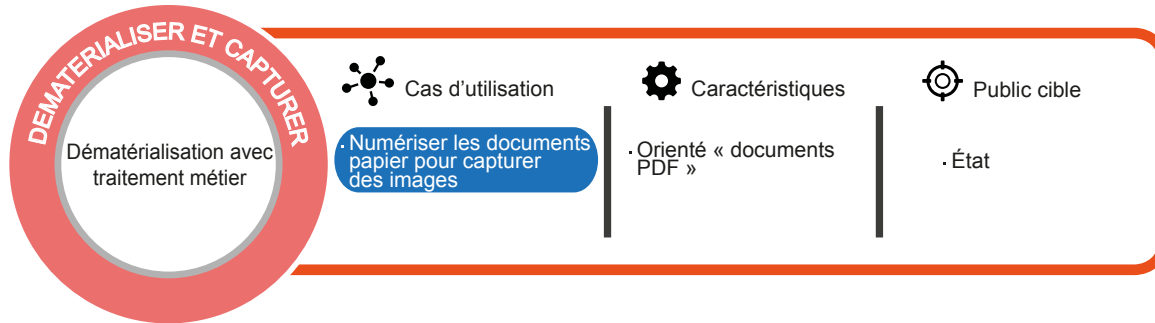 DEMATERIALISER ET CAPTURER
Dématérialisation avec
traitement métier
Cas d'utilisation
. Numériser les documents
papier pour capturer
des images
Caractéristiques
. Orienté « documents
PDF »
Public cible
. État